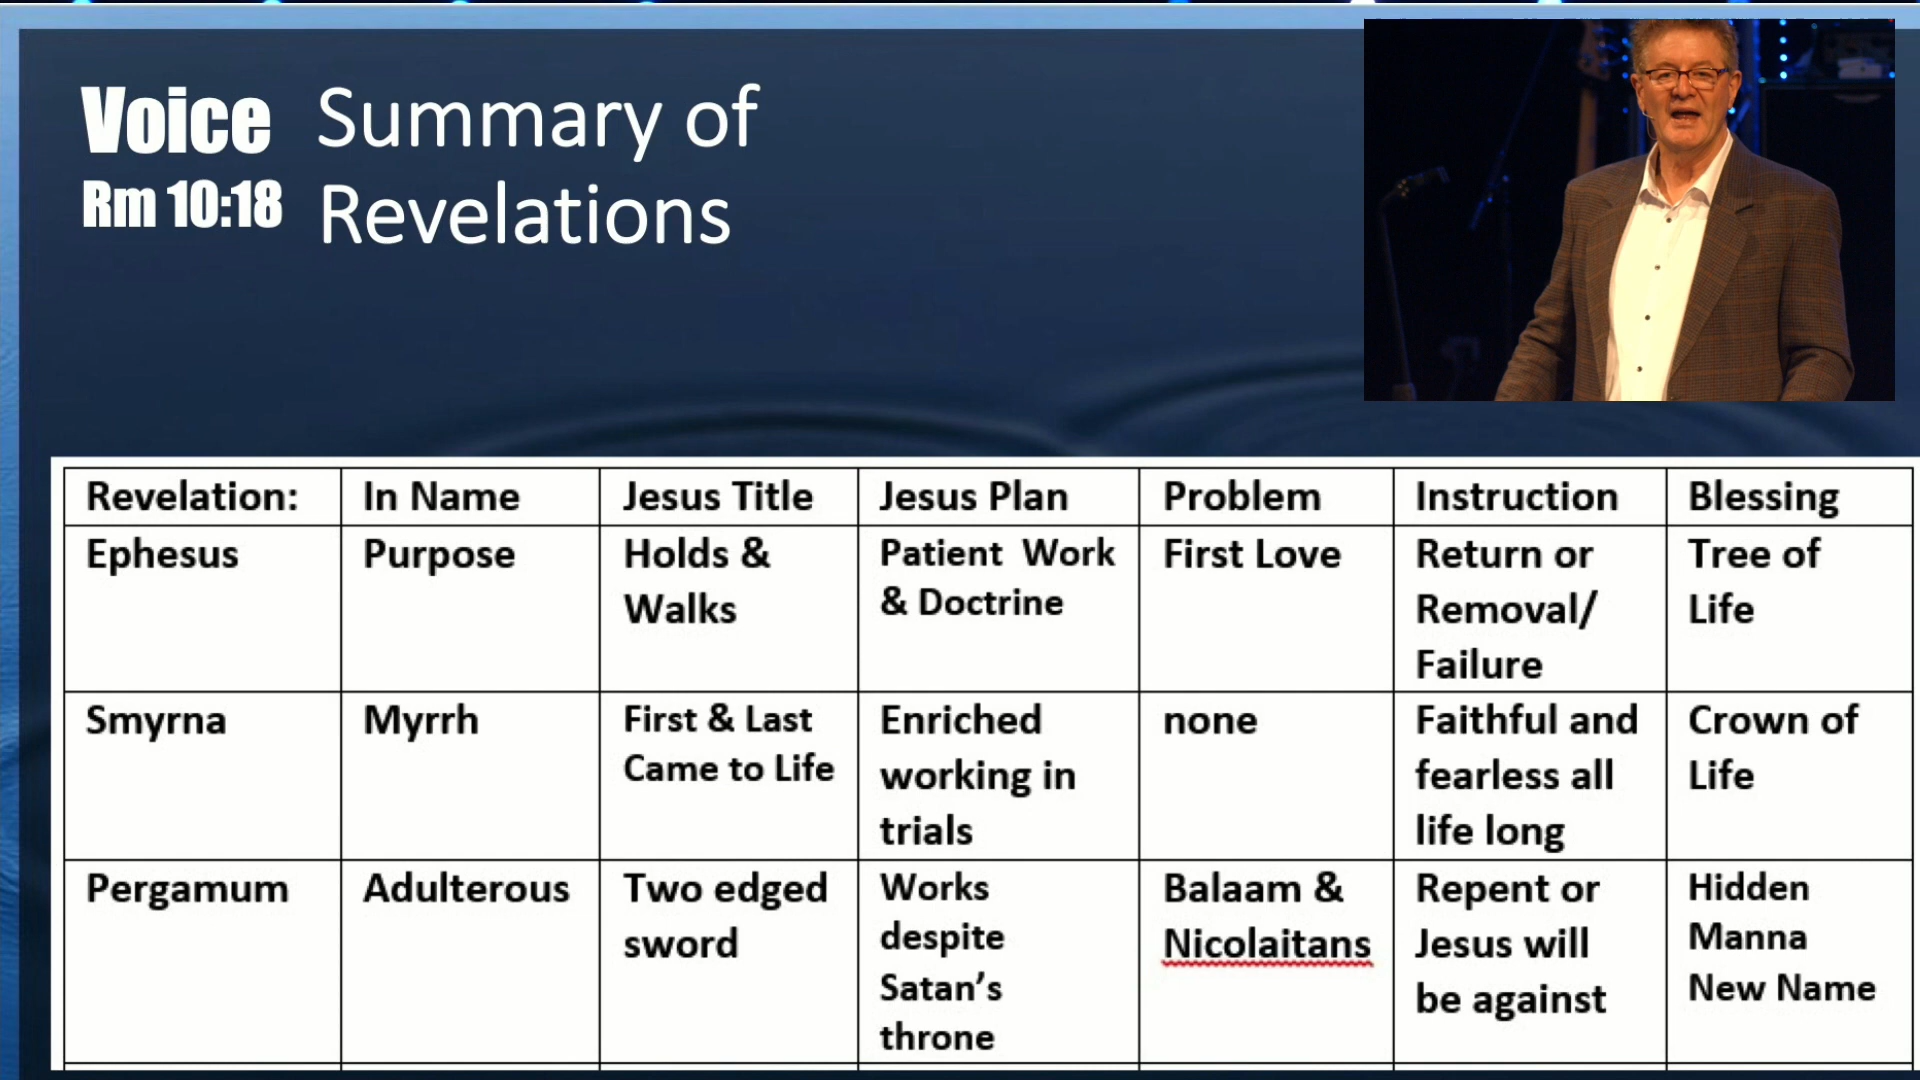 Voice Summary of
Rm 10:18 Revelations
Revelation: In Name Jesus Title Jesus Plan Problem Instruction Blessing
Ephesus Purpose Holds & Patient Work First Love Return or Tree of
Walks & Doctrine Removal/ Life
Failure
Smyrna Myrrh First & Last Enriched none Faithful and Crown of
Came to Life working in fearless all Life
trials life long
Pergamum Adulterous Two edged Works Balaam & Repent or Hidden
sword despite Nicolaitans Jesus will Manna
Satan’s be against New Name
throne